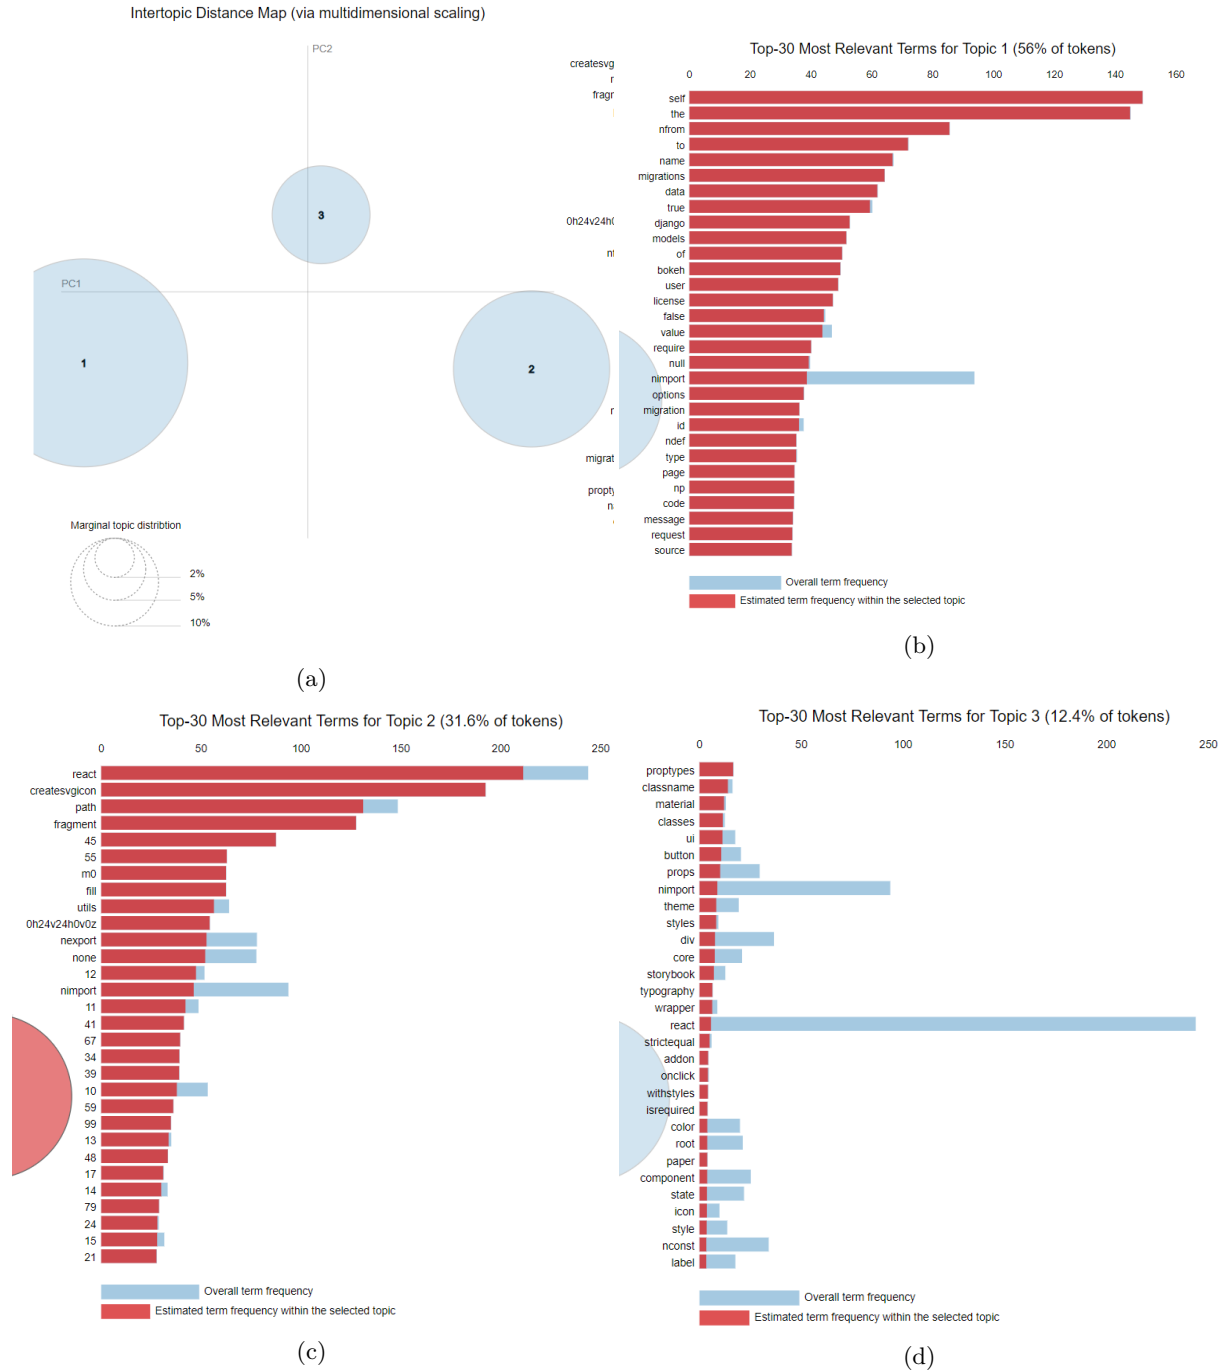 Intertopic Distance Map (via multidimensional scaling)
PC2
PC1
1
2
3
createsvg
fragr
0h24v24h0
migrat
propty
Marginal topic distribtion
2%
5%
10%
(a)
Top-30 Most Relevant Terms for Topic 1 (56% of tokens)
0 20 40 60 80 100 120 140 160
self
the
nfrom
to
name
migrations
data
true
django
models
of
bokeh
user
license
false
value
require
null
nimport
options
migration
id
ndef
type
page
np
code
message
request
source
Overall term frequency
Estimated term frequency within the selected topic
(b)
Top-30 Most Relevant Terms for Topic 2 (31.6% of tokens)
0 50 100 150 200 250
react
createsvgicon
path
fragment
45
55
m0
fill
utils
0h24v24h0v0z
nexport
none
12
nimport
11
41
67
34
39
10
59
99
13
48
17
14
79
24
15
21
Overall term frequency
Estimated term frequency within the selected topic
(c)
Top-30 Most Relevant Terms for Topic 3 (12.4% of tokens)
0 50 100 150 200 250
proptypes
classname
material
classes
ui
button
props
nimport
theme
styles
div
core
storybook
typography
wrapper
react
strictequal
addon
onclick
withstyles
isrequired
color
root
paper
component
state
icon
style
nconst
label
Overall term frequency
Estimated term frequency within the selected topic
(d)